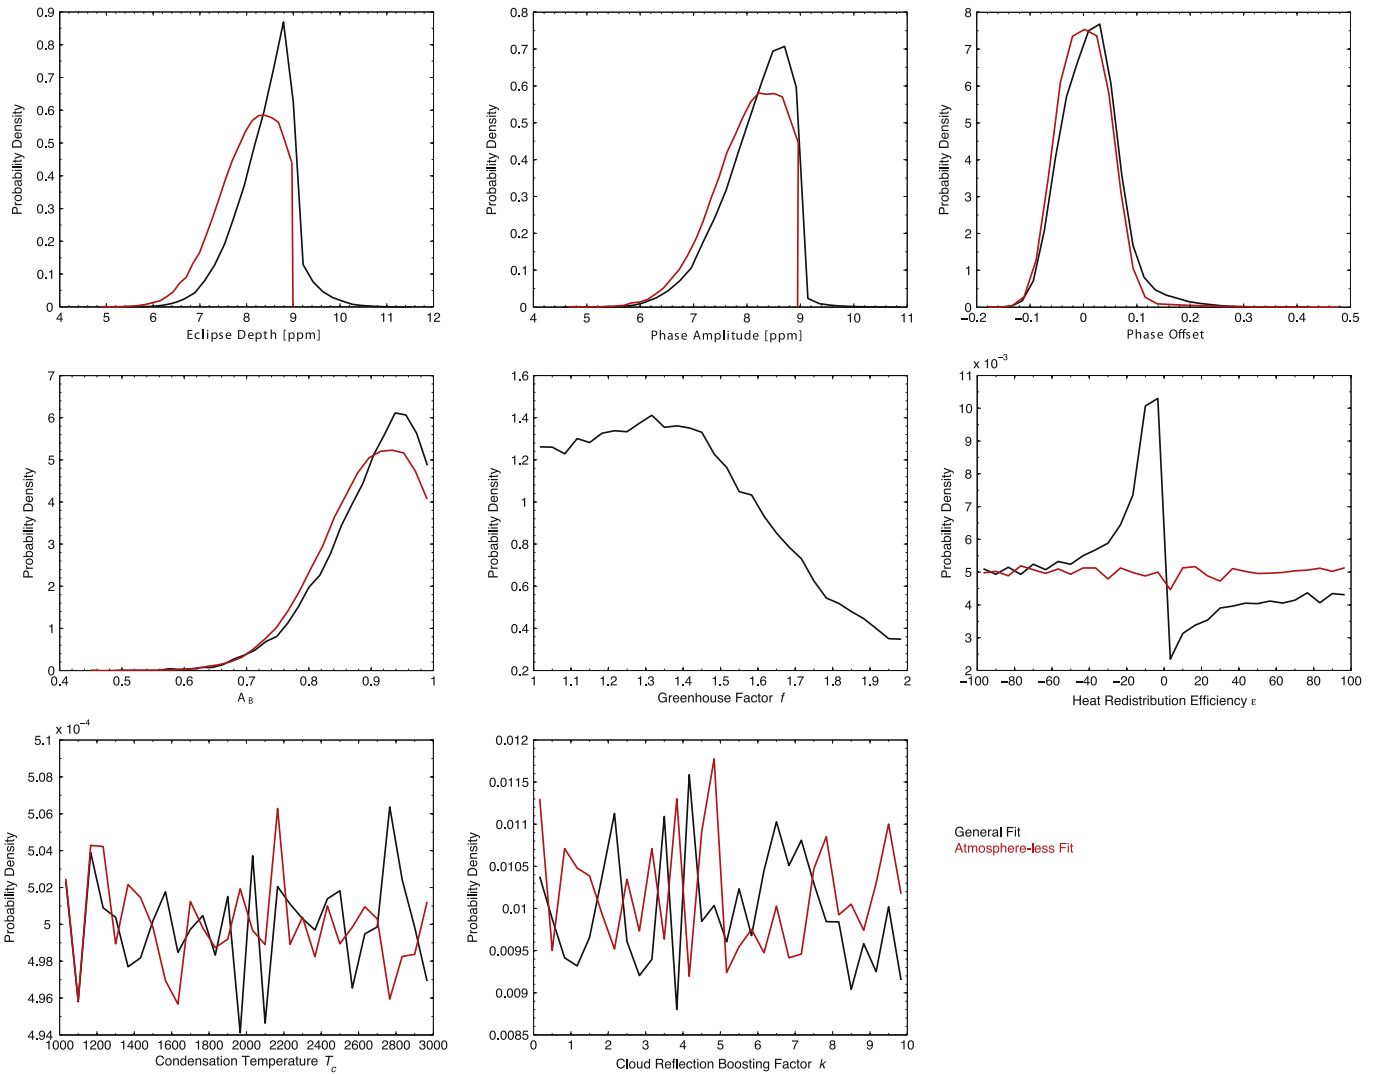 0.9
0.8
0.7
0.6
0.5
0.4
0.3
0.2
0.1
0
Probability Density
4 5 6 7 8 9 10 11 12
Eclipse Depth [ppm]
0.8
0.7
0.6
0.5
0.4
0.3
0.2
0.1
0
Probability Density
4 5 6 7 8 9 10 11
Phase Amplitude [ppm]
8
7
6
5
4
3
2
1
0
Probability Density
−0.2 −0.1 0 0.1 0.2 0.3 0.4 0.5
Phase Offset
7
6
5
4
3
2
1
0
Probability Density
0.4 0.5 0.6 0.7 0.8 0.9 1
A B
1.6
1.4
1.2
1
0.8
0.6
0.4
0.2
Probability Density
1 1.1 1.2 1.3 1.4 1.5 1.6 1.7 1.8 1.9 2
Greenhouse Factor f
x 10−3
11
10
9
8
7
6
5
4
3
2
Probability Density
−100 −80 −60 −40 −20 0 20 40 60 80 100
Heat Redistribution Efficiency ε
x 10−4
5.1
5.08
5.06
5.04
5.02
5
4.98
4.96
4.94
Probability Density
1000 1200 1400 1600 1800 2000 2200 2400 2600 2800 3000
Condensation Temperature Tc
0.012
0.0115
0.011
0.0105
0.01
0.0095
0.009
0.0085
Probability Density
0 1 2 3 4 5 6 7 8 9 10
Cloud Reflection Boosting Factor k
General Fit
Atmosphere-less Fit